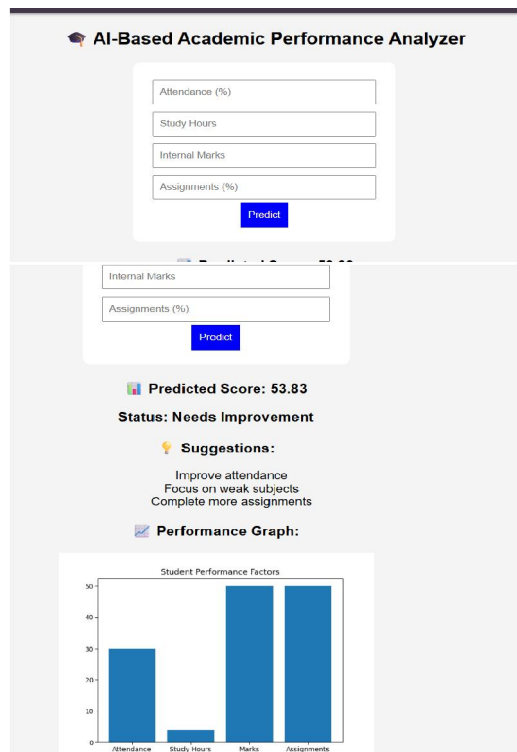 AI-Based Academic Performance Analyzer
Attendance (%)
Study Hours
Internal Marks
Assignments (%)
Predict
Internal Marks
Assignments (%)
Predict
Predicted Score: 53.83
Status: Needs Improvement
Suggestions:
Improve attendance
Focus on weak subjects
Complete more assignments
Performance Graph:
Student Performance Factors
50
40
30
20
10
0
Attendance Study Hours Marks Assignments